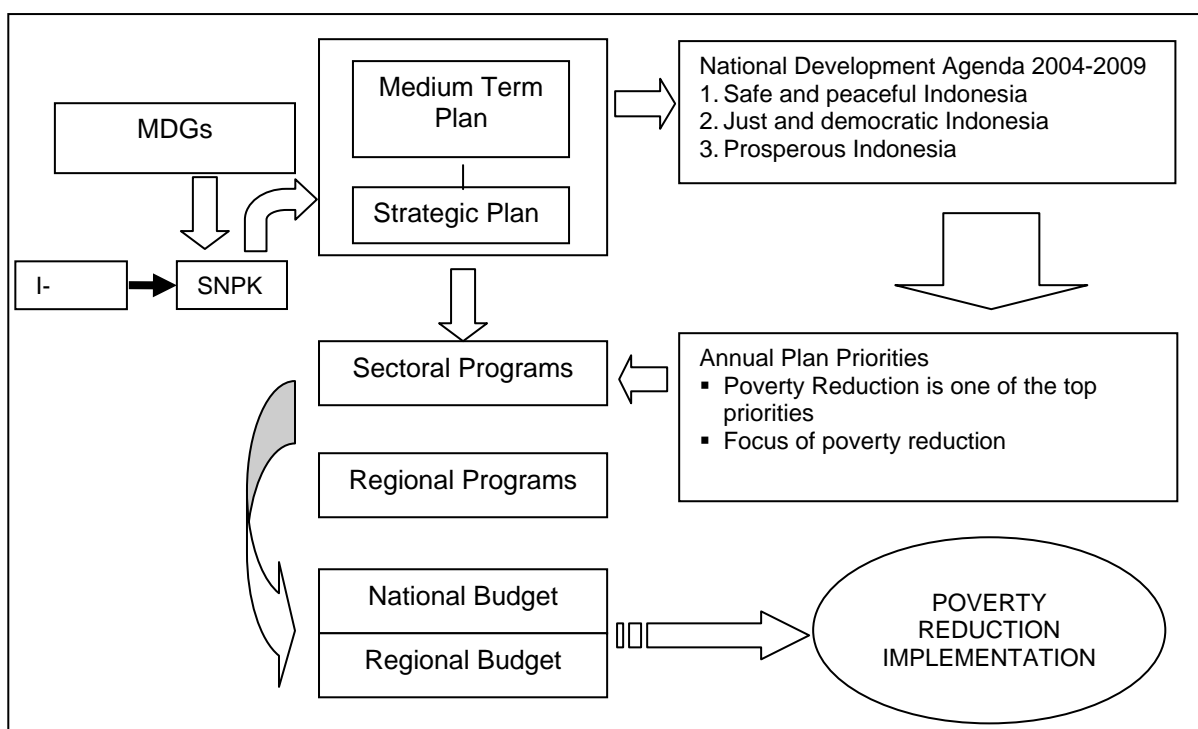 MDGs
I-
SNPK
Medium Term
Plan
Strategic Plan
National Development Agenda 2004-2009
1. Safe and peaceful Indonesia
2. Just and democratic Indonesia
3. Prosperous Indonesia
Sectoral Programs
Annual Plan Priorities
▪ Poverty Reduction is one of the top
priorities
▪ Focus of poverty reduction
Regional Programs
National Budget
Regional Budget
POVERTY
REDUCTION
IMPLEMENTATION